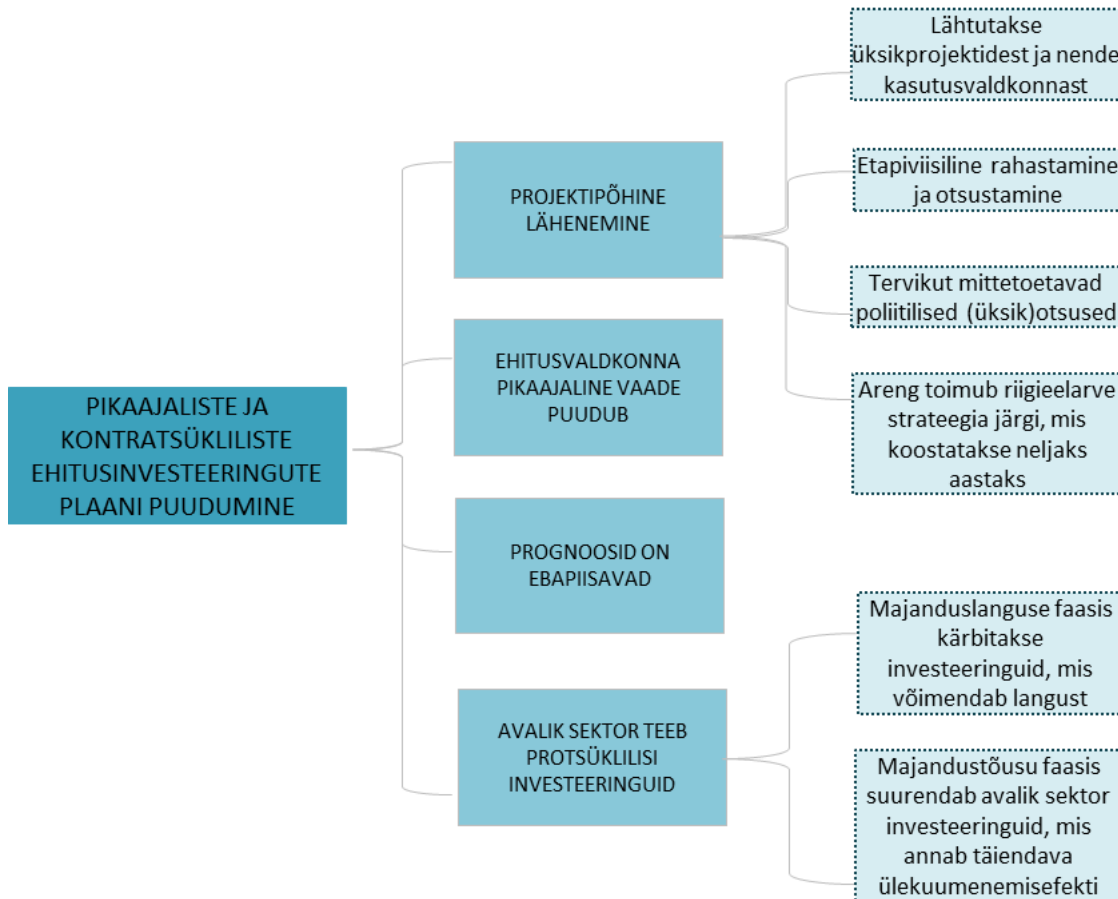 PIKAAJALISTE JA
KONTRATSÜKLILISTE
EHITUSINVESTEERINGUTE
PLAANI PUUDUMINE
PROJEKTIPÕHINE
LÄHENEMINE
Lähtutakse
üksikprojektidest ja nende
kasutusvaldkonnast
Etapiviisiline rahastamine
ja otsustamine
Tervikut mittetoetavad
poliitilised (üksik)otsused
Areng toimub riigieelarve
strateegia järgi, mis
koostatakse neljaks
aastaks
EHITUSVALDKONNA
PIKAAJALINE VAADE
PUUDUB
PROGNOOSID ON
EBAPIISAVAD
AVALIK SEKTOR TEEB
PROTSÜKLILISI
INVESTEERINGUID
Majanduslanguse faasis
kärbitakse
investeeringuid, mis
võimendab langust
Majandustõusu faasis
suurendab avalik sektor
investeeringuid, mis
annab täiendava
ülekuumenemisefekti